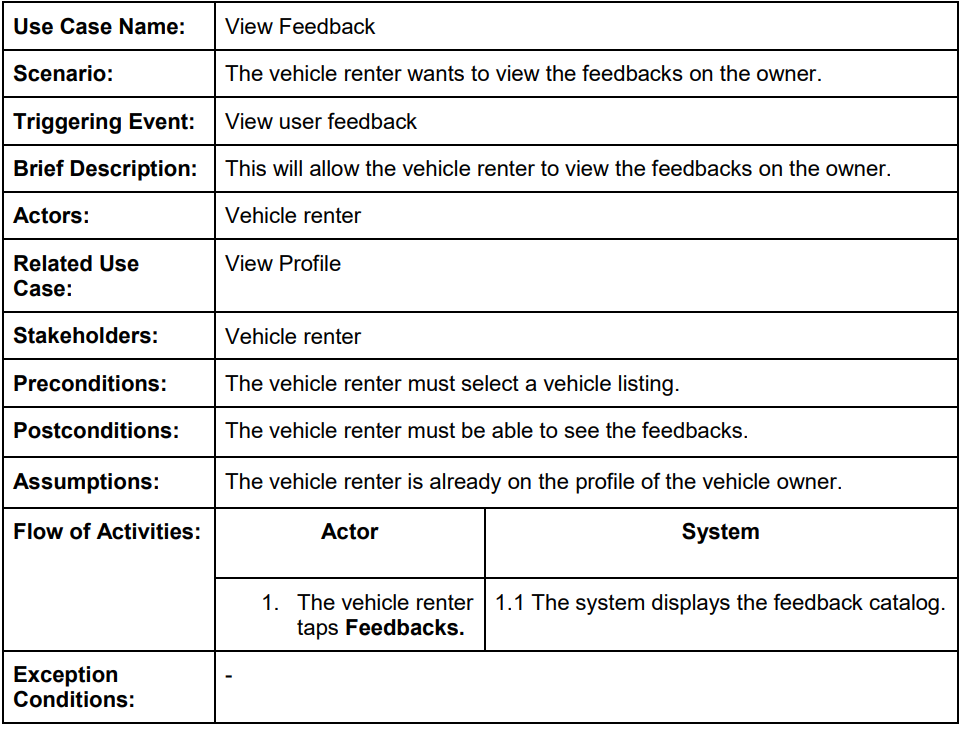 Use Case Name: View Feedback
Scenario: The vehicle renter wants to view the feedbacks on the owner.
Triggering Event: View user feedback
Brief Description: This will allow the vehicle renter to view the feedbacks on the owner.
Actors: Vehicle renter
Related Use
Case:
View Profile
Stakeholders: Vehicle renter
Preconditions: The vehicle renter must select a vehicle listing.
Postconditions: The vehicle renter must be able to see the feedbacks.
Assumptions: The vehicle renter is already on the profile of the vehicle owner.
Flow of Activities: Actor System
1. The vehicle renter
taps Feedbacks.
1.1 The system displays the feedback catalog.
Exception
Conditions:
-